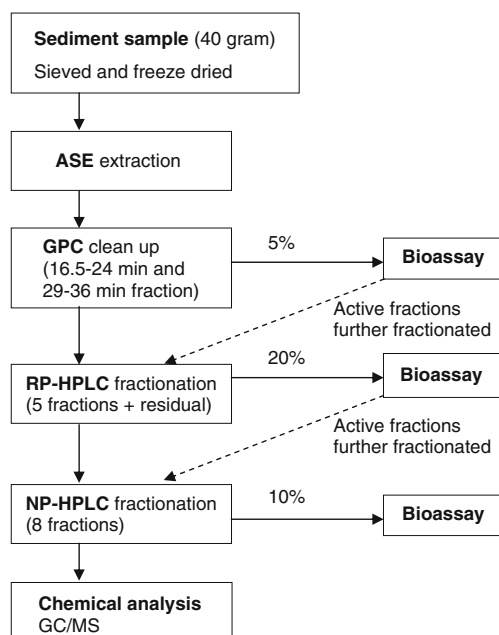 Sediment sample (40 gram)
Sieved and freeze dried
ASE extraction
GPC clean up
(16.5-24 min and
29-36 min fraction)
5%
Bioassay
Active fractions
further fractionated
RP-HPLC fractionation
(5 fractions + residual)
20%
Bioassay
Active fractions
further fractionated
NP-HPLC fractionation
(8 fractions)
10%
Bioassay
Chemical analysis
GC/MS